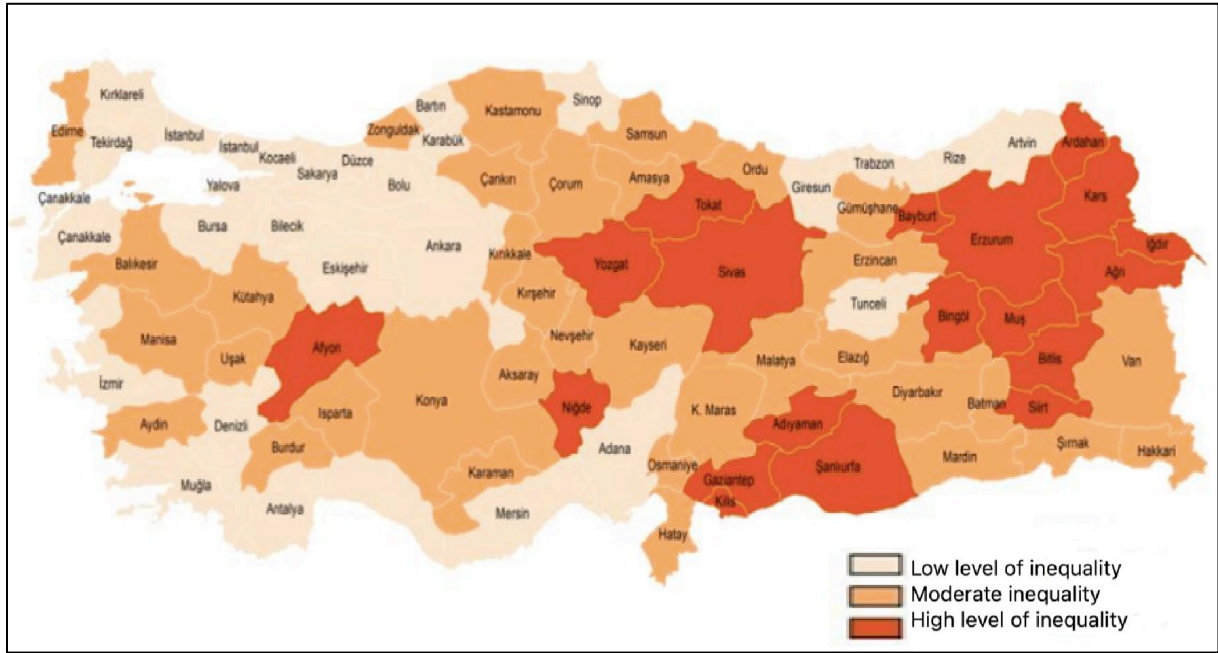 Kırklareli
Edirne
Tekirdağ
İstanbul
İstanbul
Kocaeli
Sakarya
Düzce
Zonguldak
Bartın
Karabük
Kastamonu
Sinop
Samsun
Çanakkale
Yalova
Bolu
Çankırı
Çorum
Amasya
Ordu
Tokat
Giresun
Trabzon
Rize
Artvin
Ardahan
Kars
Gümüşhane
Bayburt
Erzurum
Iğdır
Ağrı
Çanakkale
Bursa
Bilecik
Ankara
Eskişehir
Kırıkkale
Yozgat
Sivas
Erzincan
Tunceli
Bingöl
Muş
Bitlis
Van
Balıkesir
Kütahya
Kırşehir
Nevşehir
Kayseri
Malatya
Elazığ
Diyarbakır
Batman
Siirt
Manisa
Uşak
Afyon
Aksaray
Niğde
K. Maras
Adıyaman
İzmir
Aydin
Denizli
Isparta
Konya
Burdur
Karaman
Adana
Osmaniye
Gaziantep
Kilis
Şanlıurfa
Mardin
Şırnak
Hakkari
Muğla
Antalya
Mersin
Hatay
Low level of inequality
Moderate inequality
High level of inequality